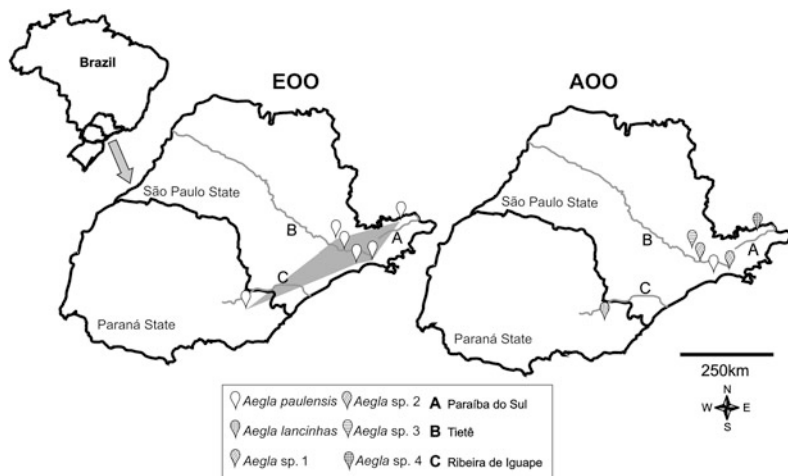 Brazil
EOO
São Paulo State
B
A
C
Paraná State
AOO
São Paulo State
B
A
C
Paraná State
250km
N
W E
S
Aegla paulensis Aegla sp. 2 A Paraíba do Sul
Aegla lancinhas Aegla sp. 3 B Tietê
Aegla sp. 1 Aegla sp. 4 C Ribeira de Iguape